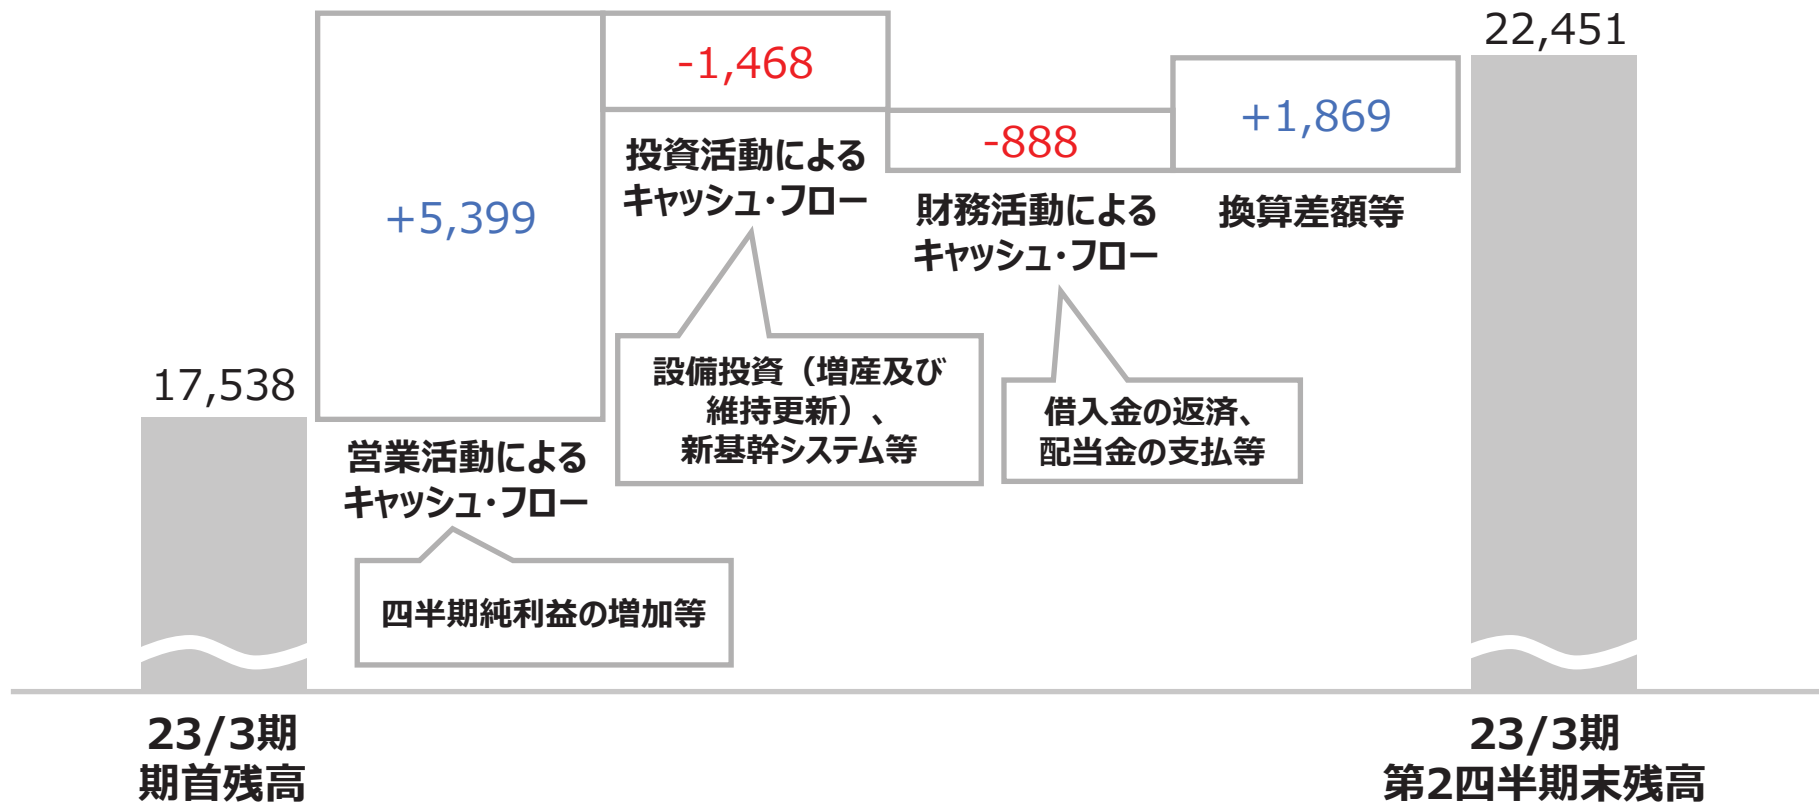 17,538
23/3期
期首残高
+5,399
営業活動による
キャッシュ・フロー
四半期純利益の増加等
-1,468
投資活動による
キャッシュ・フロー
設備投資（増産及び
維持更新）、
新基幹システム等
-888
財務活動による
キャッシュ・フロー
借入金の返済、
配当金の支払等
+1,869
換算差額等
22,451
23/3期
第2四半期末残高